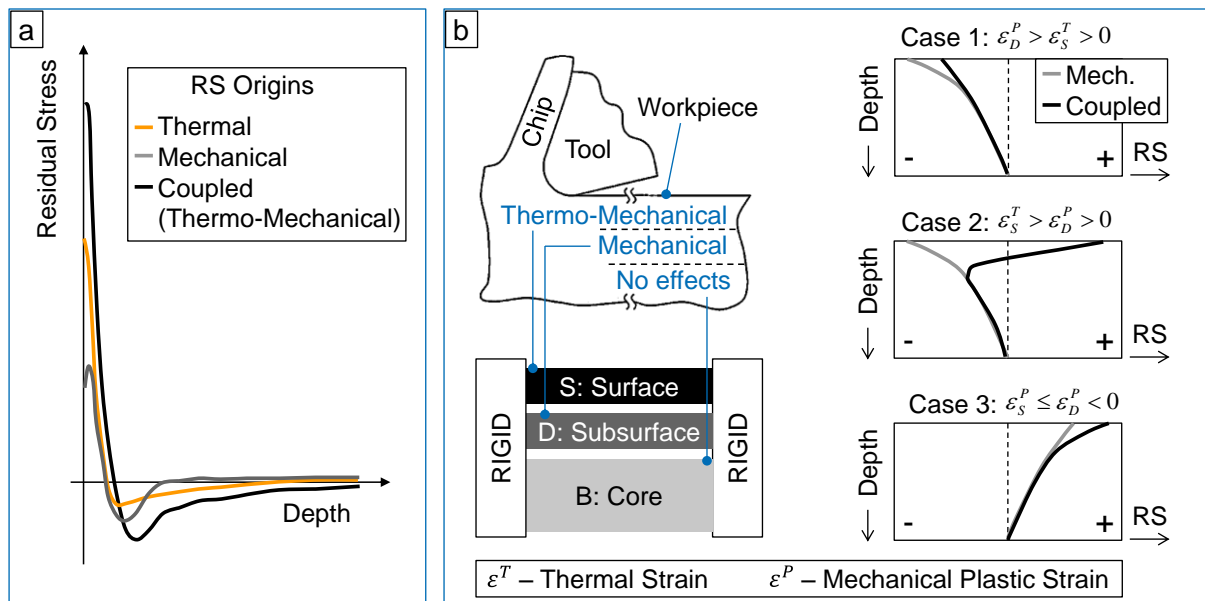 a
Residual Stress
RS Origins
Thermal
Mechanical
Coupled
(Thermo-Mechanical)
Depth
b
Chip
Tool
Workpiece
Thermo-Mechanical
Mechanical
No effects
RIGID
S: Surface
D: Subsurface
B: Core
RIGID
Case 1: ε_D^P > ε_S^T > 0
Mech.
Coupled
Depth
-
+
RS
Case 2: ε_S^T > ε_D^P > 0
Depth
-
+
RS
Case 3: ε_S^P ≤ ε_D^P < 0
Depth
-
+
RS
ε^T – Thermal Strain ε^P – Mechanical Plastic Strain